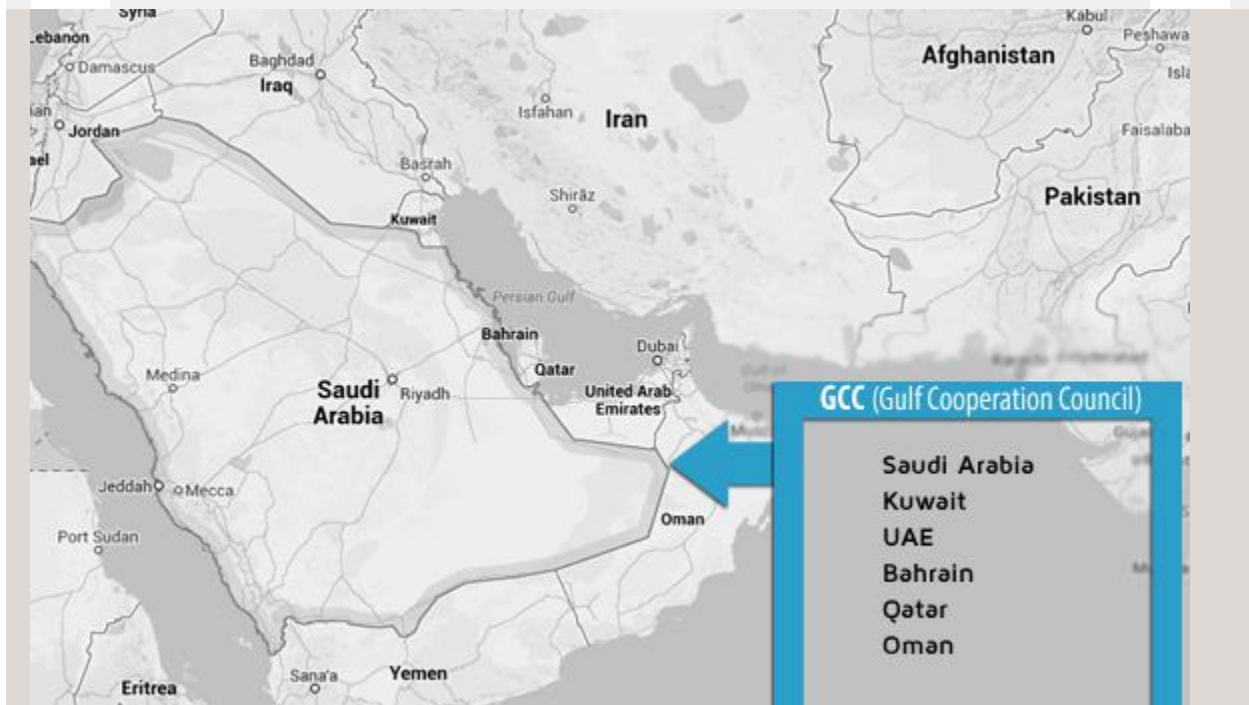 Syria
Lebanon
Damascus
Baghdad
Iraq
Jordan
Isfahan
Iran
Kabul
Afghanistan
Basrah
Shirāz
Kuwait
Pakistan
Persian Gulf
Bahrain
Dubai
Qatar
United Arab
Emirates
Medina
Saudi
Arabia
Riyadh
Jeddah
Mecca
Port Sudan
Oman
Sana'a
Yemen
Eritrea
GCC (Gulf Cooperation Council)
Saudi Arabia
Kuwait
UAE
Bahrain
Qatar
Oman